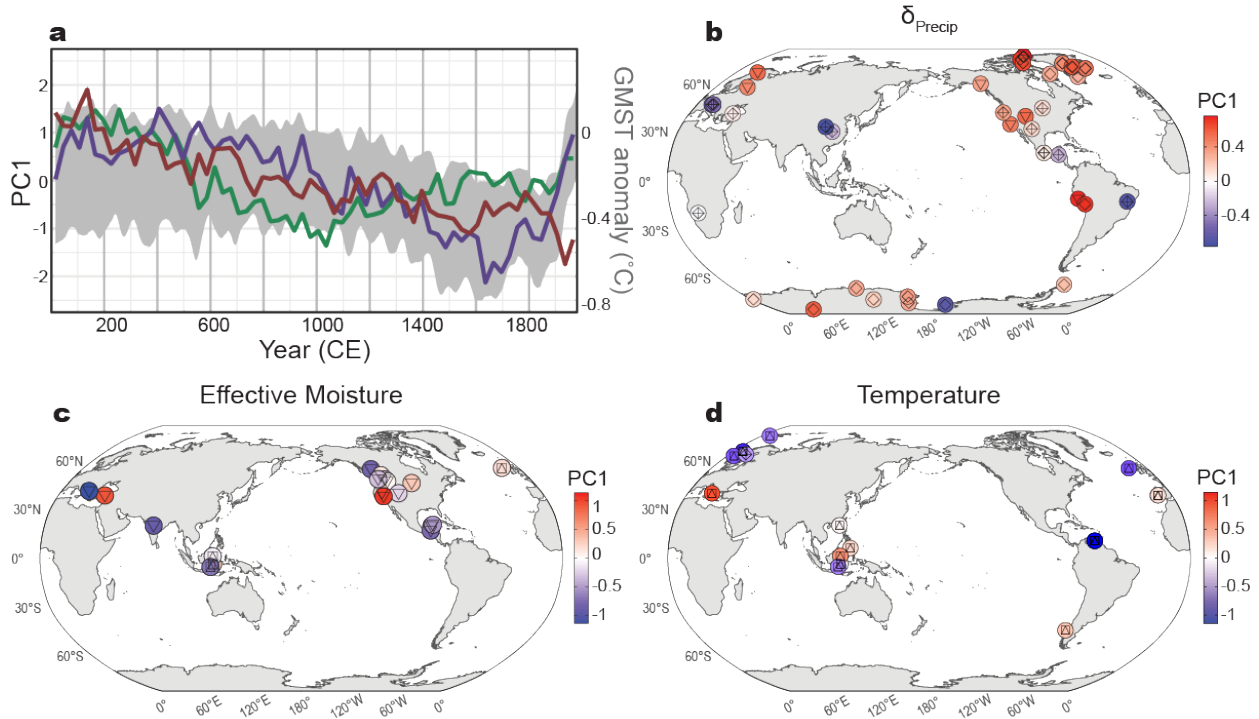 a
PC1
2
1
0
-1
-2
200
600
1000
1400
1800
Year (CE)
0
-0.4
-0.8
GMST anomaly (°C)
b
δPrecip
60°N
30°N
0°
30°S
60°S
0°
60°E
120°E
180°
120°W
60°W
0°
PC1
0.4
0
-0.4
c
Effective Moisture
60°N
30°N
0°
30°S
60°S
0°
60°E
120°E
180°
120°W
60°W
0°
PC1
1
0.5
0
-0.5
-1
d
Temperature
60°N
30°N
0°
30°S
60°S
0°
60°E
120°E
180°
120°W
60°W
0°
PC1
1
0.5
0
-0.5
-1